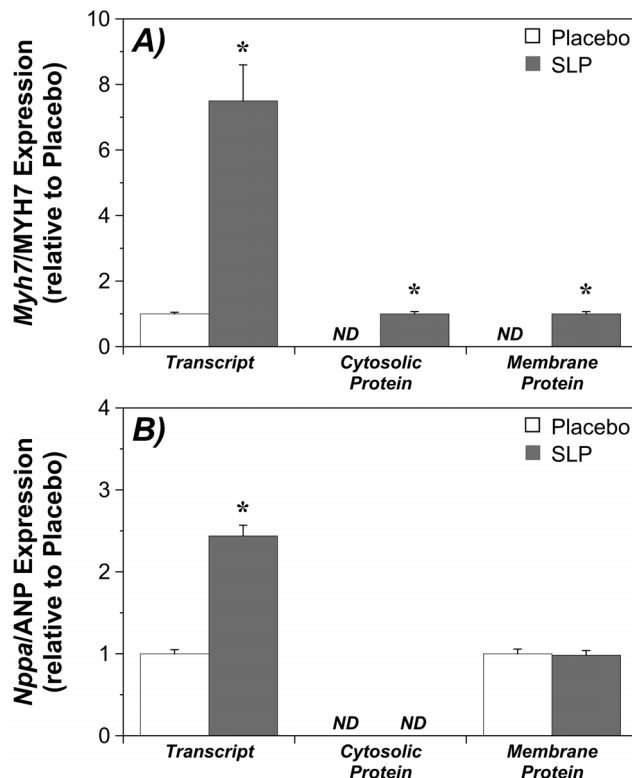 A)
Placebo
SLP
Myh7/MYH7 Expression
(relative to Placebo)
10
8
6
4
2
0
*
ND
*
ND
*
Transcript
Cytosolic
Protein
Membrane
Protein
B)
Placebo
SLP
Nppa/ANP Expression
(relative to Placebo)
4
3
2
1
0
*
ND
ND
Transcript
Cytosolic
Protein
Membrane
Protein